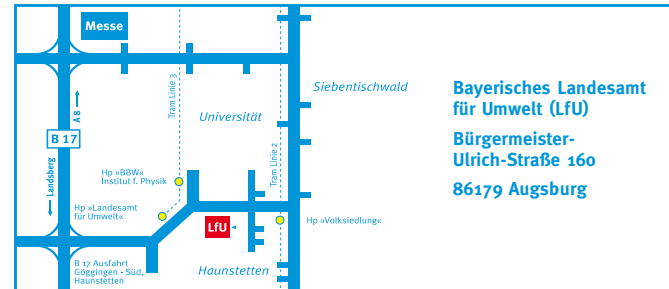 Messe
Tram Linie 3
Siebentischwald
Universität
A 8
B 17
Tram Linie 2
Hp »BBW«
Institut f. Physik
Landsberg
Hp »Landesamt
für Umwelt«
LfU
Hp »Volksiedlung«
B 17 Ausfahrt
Göggingen - Süd,
Haunstetten
Haunstetten
Bayerisches Landesamt
für Umwelt (LfU)
Bürgermeister-
Ulrich-Straße 160
86179 Augsburg